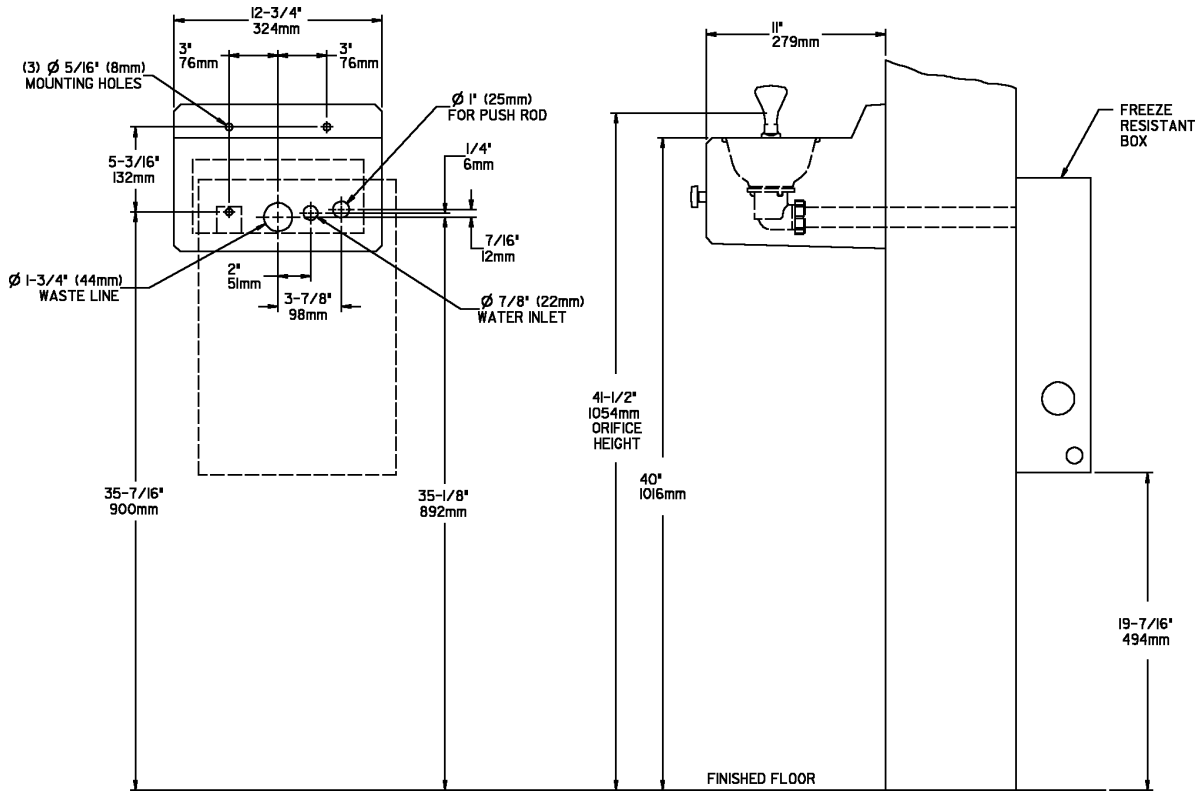 12-3/4"
324mm
3"
76mm
3"
76mm
(3) Ø 5/16" (8mm)
MOUNTING HOLES
Ø 1" (25mm)
FOR PUSH ROD
1/4"
6mm
5-3/16"
132mm
7/16"
12mm
2"
51mm
Ø 1-3/4" (44mm)
WASTE LINE
3-7/8"
98mm
Ø 7/8" (22mm)
WATER INLET
35-7/16"
900mm
35-1/8"
892mm
11"
279mm
FREEZE
RESISTANT
BOX
41-1/2"
1054mm
ORIFICE
HEIGHT
40"
1016mm
19-7/16"
494mm
FINISHED FLOOR